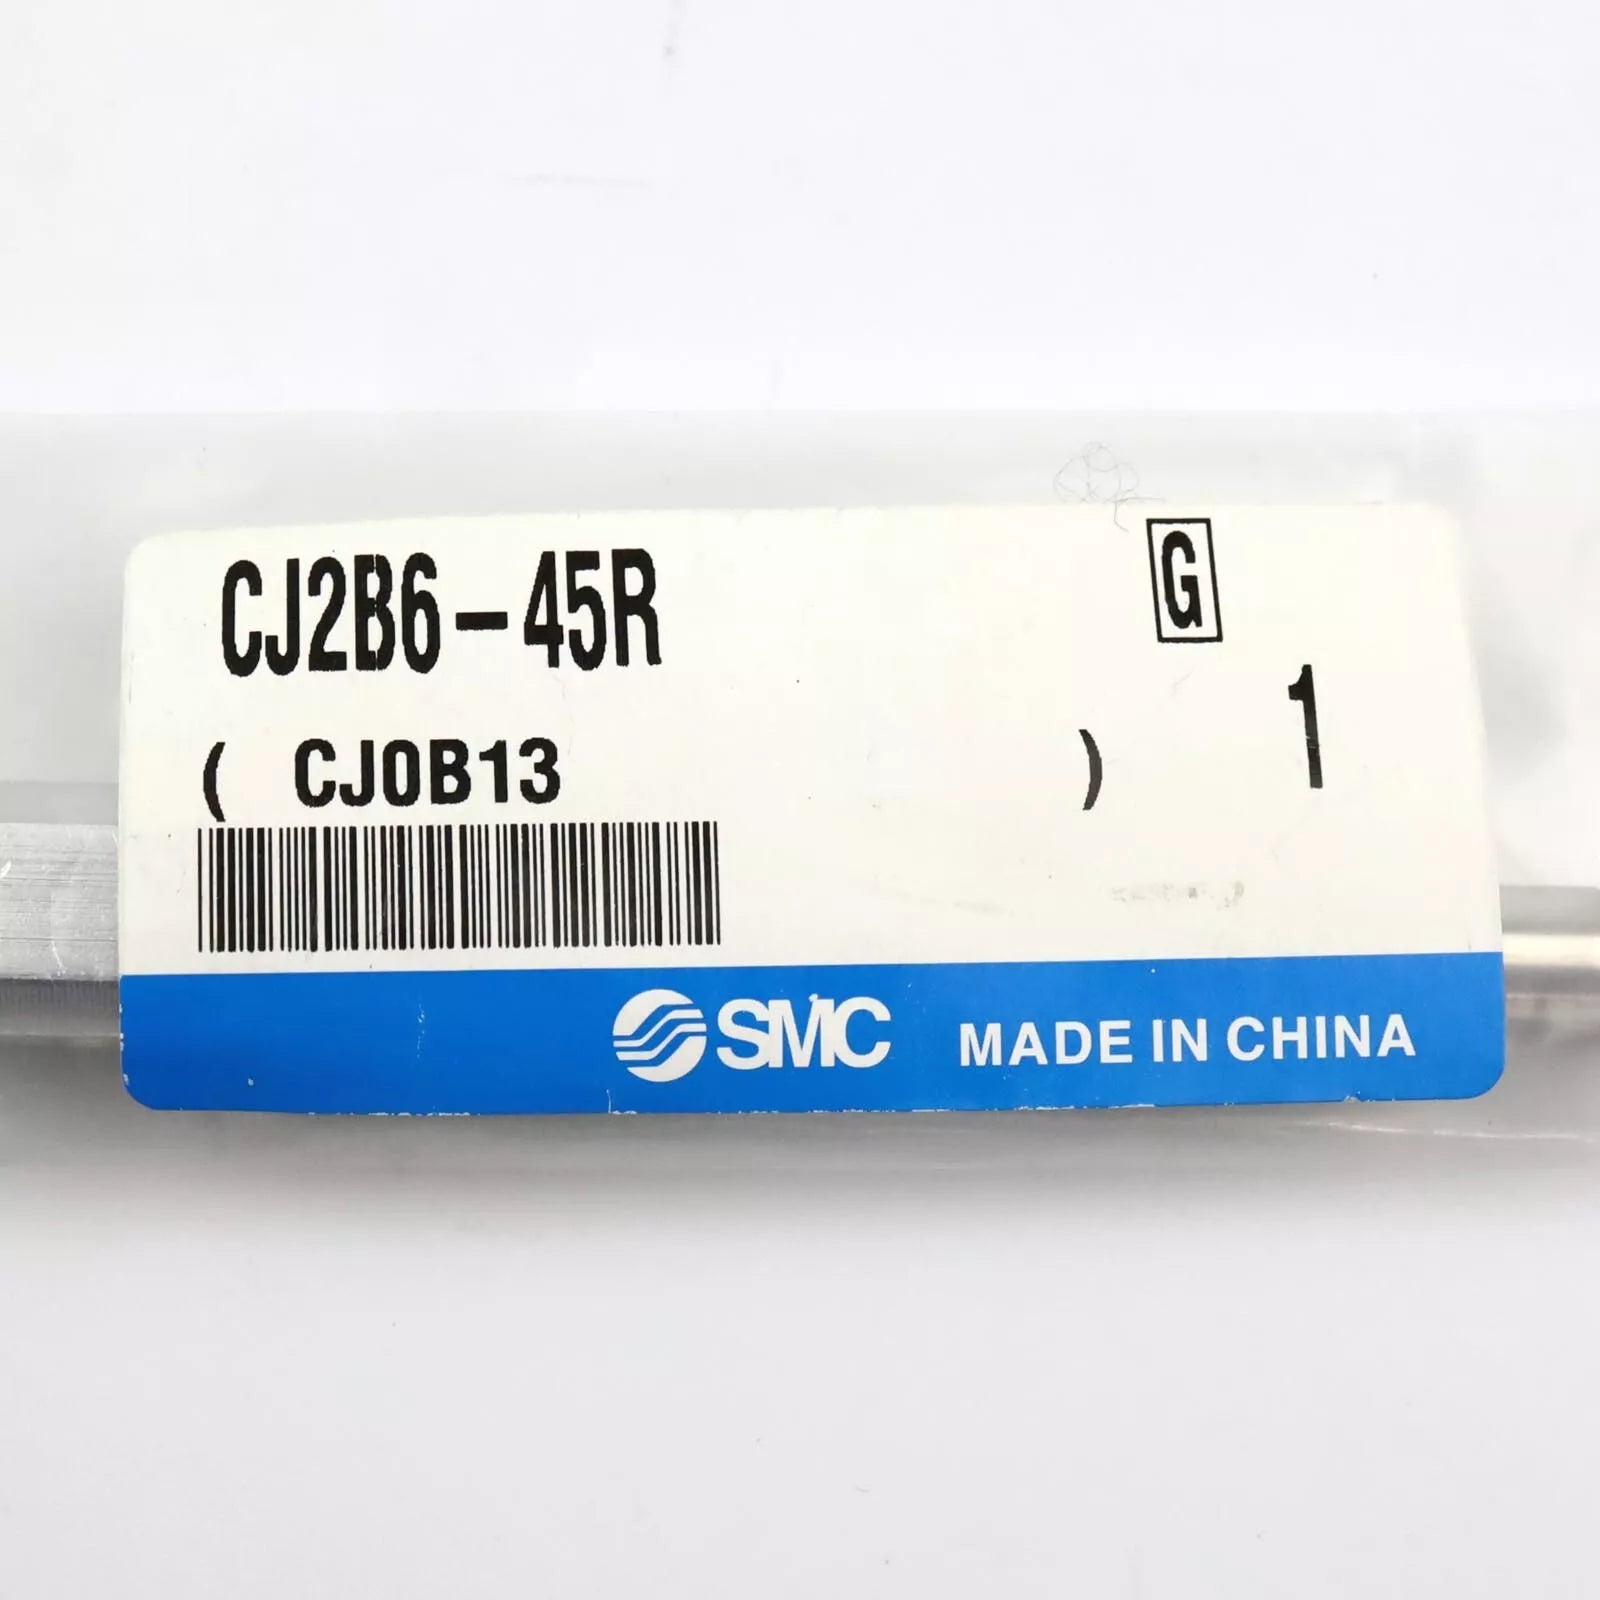 CJ2B6-45R
G
( CJ0B13 )
1
SMC MADE IN CHINA